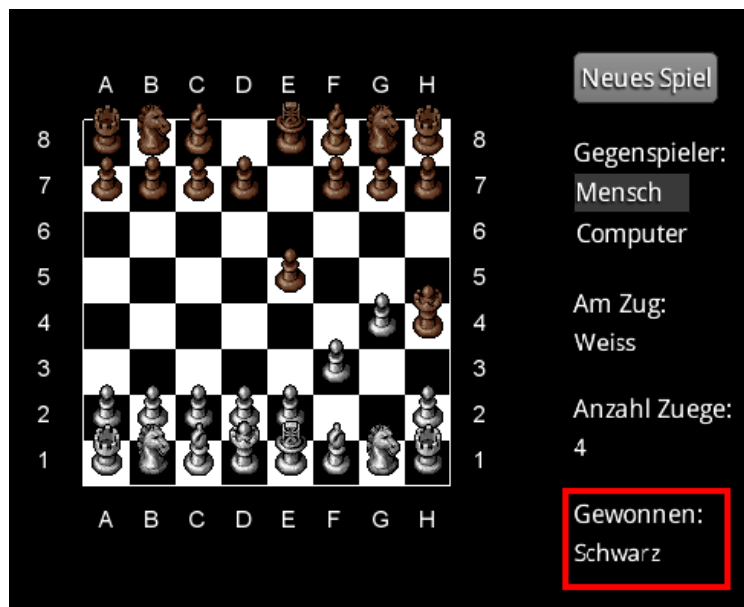 Neues Spiel
A B C D E F G H
8 8
7 7
6 6
5 5
4 4
3 3
2 2
1 1
A B C D E F G H
Gegenspieler:
Mensch
Computer
Am Zug:
Weiss
Anzahl Zuege:
4
Gewonnen:
Schwarz